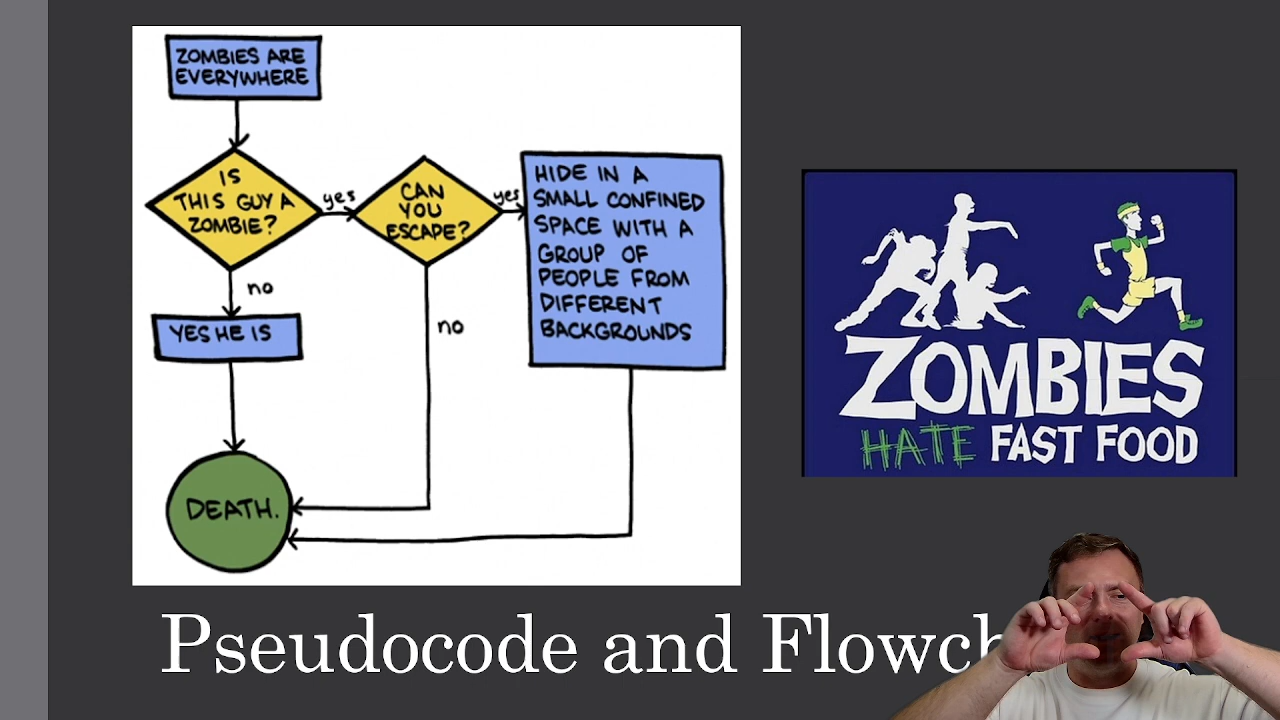 ZOMBIES ARE
EVERYWHERE
IS
THIS GUY A
ZOMBIE?
yes
CAN
YOU
ESCAPE?
yes
HIDE IN A
SMALL CONFINED
SPACE WITH A
GROUP OF
PEOPLE FROM
DIFFERENT
BACKGROUNDS
no
YES HE IS
no
DEATH.
ZOMBIES
HATE FAST FOOD
Pseudocode and